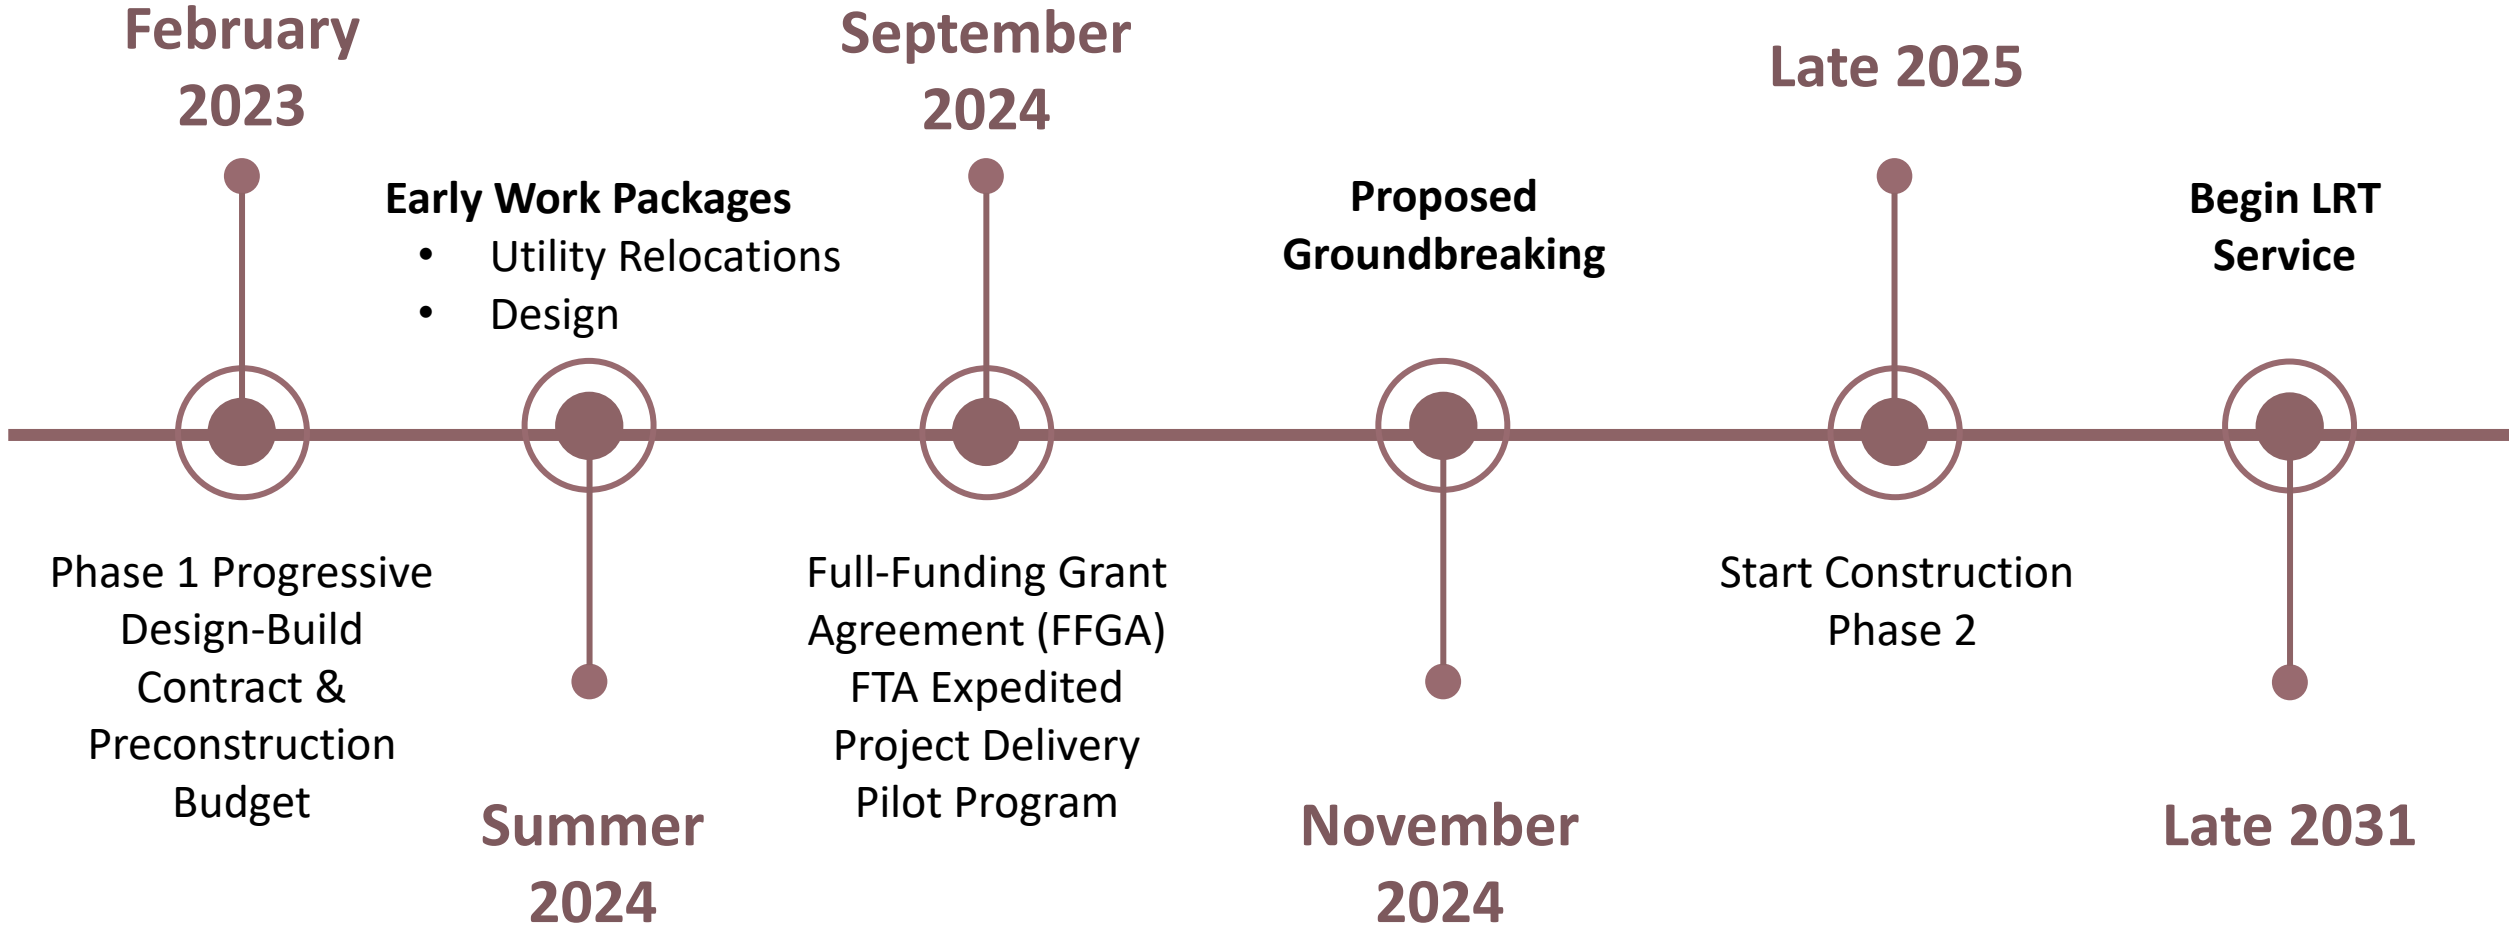 February
2023
Phase 1 Progressive
Design-Build
Contract &
Preconstruction
Budget
Early Work Packages
• Utility Relocations
• Design
Summer
2024
September
2024
Full-Funding Grant
Agreement (FFGA)
FTA Expedited
Project Delivery
Pilot Program
Proposed
Groundbreaking
November
2024
Late 2025
Start Construction
Phase 2
Begin LRT
Service
Late 2031